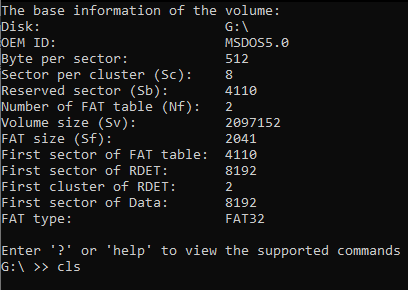 The base information of the volume:
Disk: G:\
OEM ID: MSDOS5.0
Byte per sector: 512
Sector per cluster (Sc): 8
Reserved sector (Sb): 4110
Number of FAT table (Nf): 2
Volume size (Sv): 2097152
FAT size (Sf): 2041
First sector of FAT table: 4110
First sector of RDET: 8192
First cluster of RDET: 2
First sector of Data: 8192
FAT type: FAT32
Enter '?' or 'help' to view the supported commands
G:\ >> cls